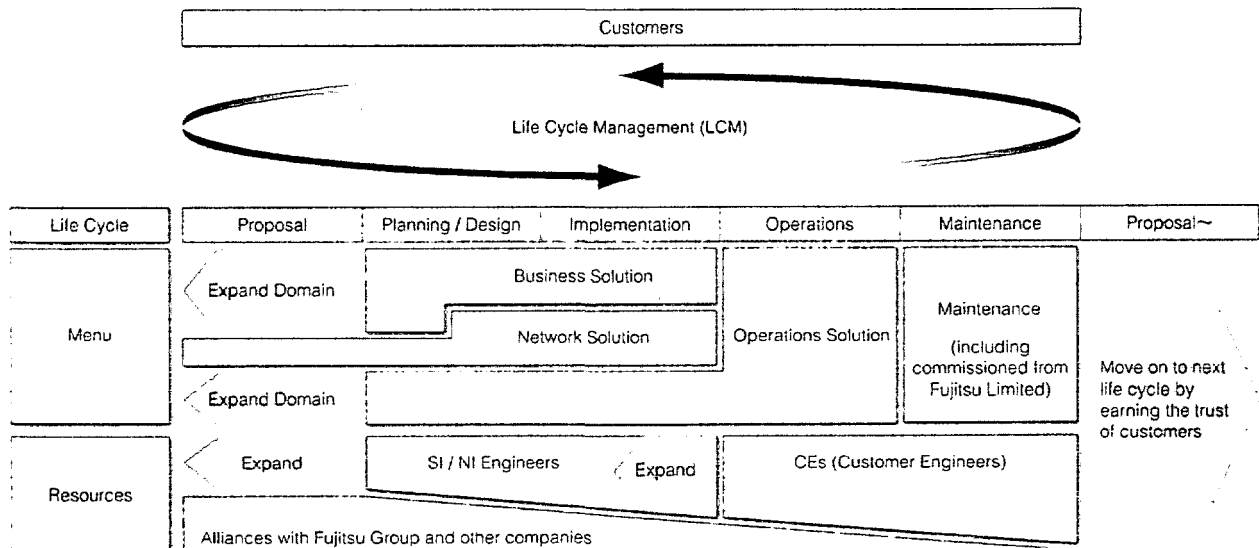 Customers
Life Cycle Management (LCM)
Life Cycle
Proposal
Planning / Design
Implementation
Operations
Maintenance
Proposal~
Menu
Expand Domain
Business Solution
Network Solution
Expand Domain
Operations Solution
Maintenance
(including
commissioned from
Fujitsu Limited)
Move on to next
life cycle by
earning the trust
of customers
Resources
Expand
SI / NI Engineers
Expand
CEs (Customer Engineers)
Alliances with Fujitsu Group and other companies